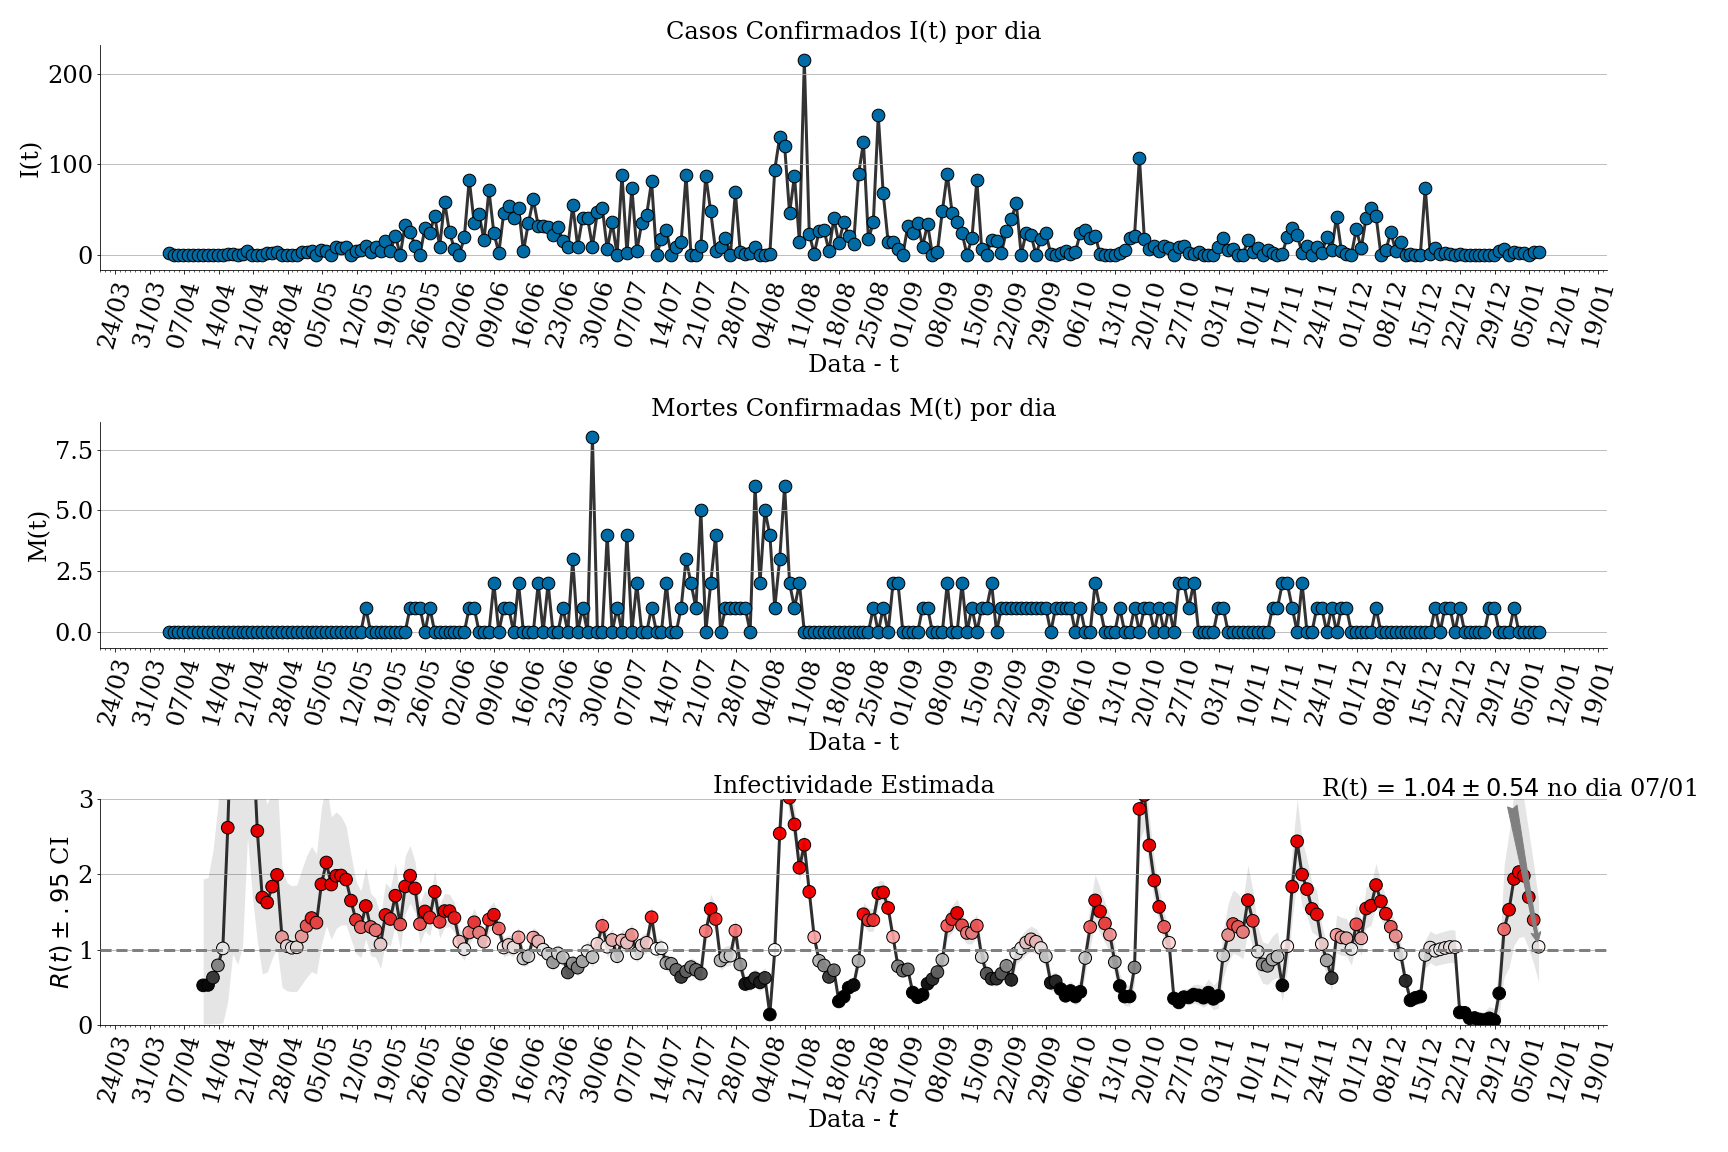 Casos Confirmados I(t) por dia
200
100
0
I(t)
24/03 31/03 07/04 14/04 21/04 28/04 05/05 12/05 19/05 26/05 02/06 09/06 16/06 23/06 30/06 07/07 14/07 21/07 28/07 04/08 11/08 18/08 25/08 01/09 08/09 15/09 22/09 29/09 06/10 13/10 20/10 27/10 03/11 10/11 17/11 24/11 01/12 08/12 15/12 22/12 29/12 05/01 12/01 19/01
Data - t
Mortes Confirmadas M(t) por dia
7.5
5.0
2.5
0.0
M(t)
24/03 31/03 07/04 14/04 21/04 28/04 05/05 12/05 19/05 26/05 02/06 09/06 16/06 23/06 30/06 07/07 14/07 21/07 28/07 04/08 11/08 18/08 25/08 01/09 08/09 15/09 22/09 29/09 06/10 13/10 20/10 27/10 03/11 10/11 17/11 24/11 01/12 08/12 15/12 22/12 29/12 05/01 12/01 19/01
Data - t
Infectividade Estimada
R(t) = 1.04 ± 0.54 no dia 07/01
3
2
1
0
R(t) ± .95 CI
24/03 31/03 07/04 14/04 21/04 28/04 05/05 12/05 19/05 26/05 02/06 09/06 16/06 23/06 30/06 07/07 14/07 21/07 28/07 04/08 11/08 18/08 25/08 01/09 08/09 15/09 22/09 29/09 06/10 13/10 20/10 27/10 03/11 10/11 17/11 24/11 01/12 08/12 15/12 22/12 29/12 05/01 12/01 19/01
Data - t